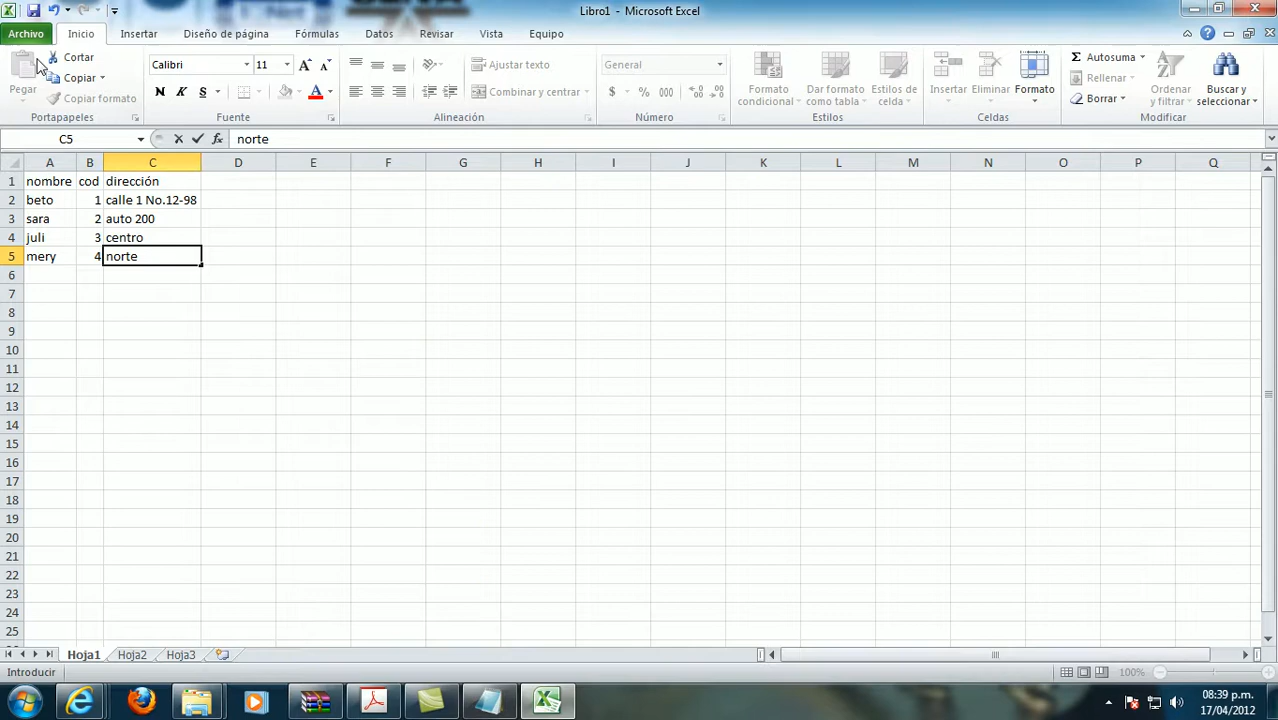 Libro1 - Microsoft Excel
Archivo Inicio Insertar Diseño de página Fórmulas Datos Revisar Vista Equipo
Pegar
Cortar
Copiar
Copiar formato
Portapapeles
Calibri 11
N K S
Fuente
Ajustar texto
Combinar y centrar
Alineación
General
$ % 000
Número
Formato condicional
Dar formato como tabla
Estilos de celda
Estilos
Insertar
Eliminar
Formato
Celdas
Σ Autosuma
Rellenar
Borrar
Ordenar y filtrar
Buscar y seleccionar
Modificar
C5 fx norte
A B C D E F G H I J K L M N O P Q
1 nombre cod dirección
2 beto 1 calle 1 No.12-98
3 sara 2 auto 200
4 juli 3 centro
5 mery 4 norte
6
7
8
9
10
11
12
13
14
15
16
17
18
19
20
21
22
23
24
25
Hoja1 Hoja2 Hoja3
Introducir 100%
08:39 p.m.
17/04/2012